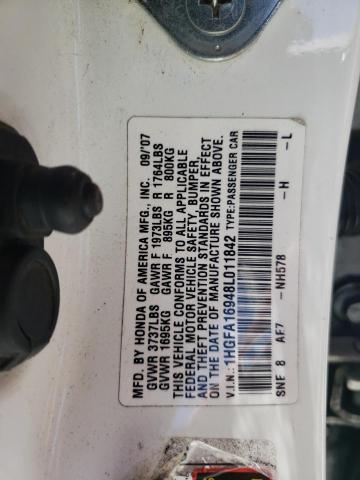 MFD. BY HONDA OF AMERICA MFG., INC. 09/'07
GVWR 3737LBS GAWR F 1973LBS R 1764LBS
GVWR 1695KG GAWR F 895KG R 800KG
THIS VEHICLE CONFORMS TO ALL APPLICABLE
FEDERAL MOTOR VEHICLE SAFETY, BUMPER,
AND THEFT PREVENTION STANDARDS IN EFFECT
ON THE DATE OF MANUFACTURE SHOWN ABOVE.
V.I.N.: 1HGFA16948L011842 TYPE:PASSENGER CAR
SNF 8 AF7 -NH578 -H -L